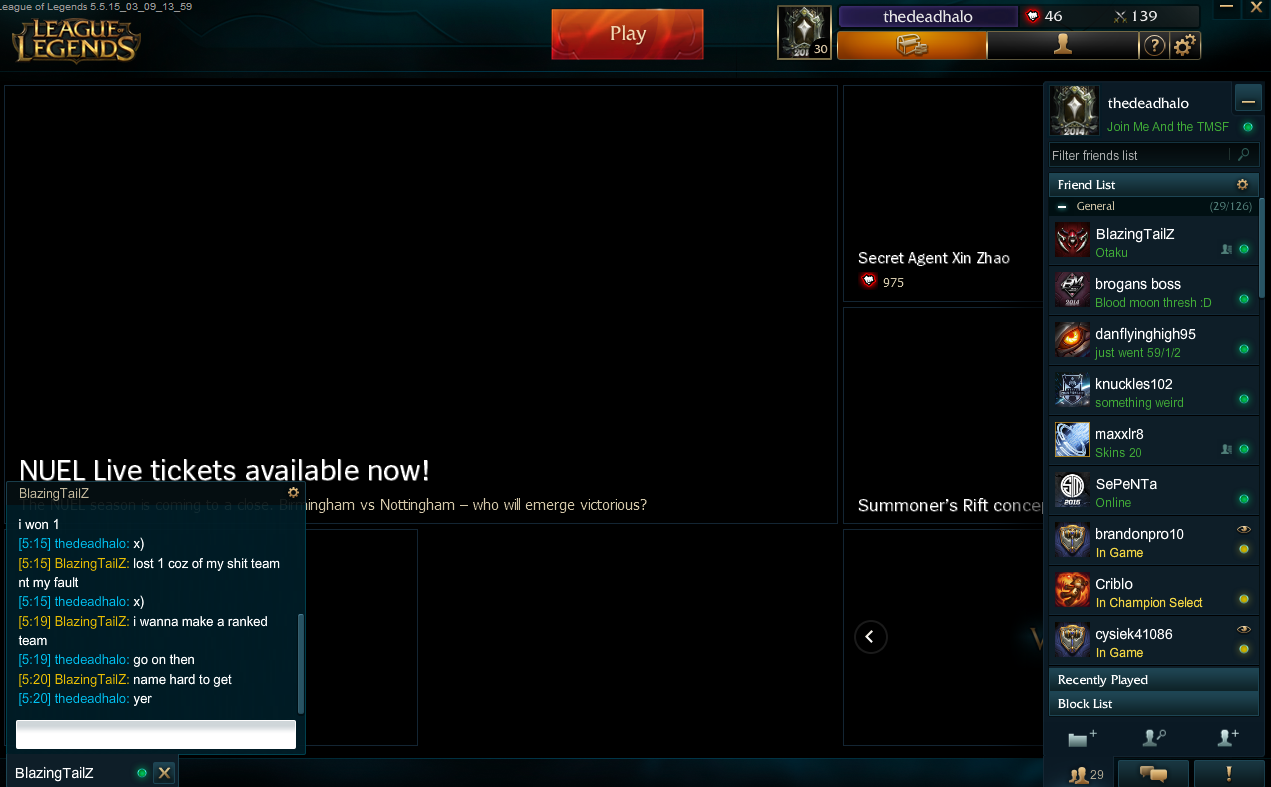 League of Legends 5.5.15_03_09_13_59
LEAGUE OF
LEGENDS
Play
201
30
thedeadhalo
46
139
?
thedeadhalo
2014
Join Me And the TMSF
Filter friends list
Friend List
General
(29/126)
BlazingTailZ
Otaku
brogans boss
2014
Blood moon thresh :D
danflyinghigh95
just went 59/1/2
knuckles102
something weird
maxxlr8
Skins 20
SePeNTa
Online
brandonpro10
In Game
Criblo
In Champion Select
cysiek41086
In Game
Recently Played
Block List
29
!
Secret Agent Xin Zhao
975
Summoner's Rift conce
NUEL Live tickets available now!
The NUEL season is coming to a close. Birmingham vs Nottingham – who will emerge victorious?
BlazingTailZ
i won 1
[5:15] thedeadhalo: x)
[5:15] BlazingTailZ: lost 1 coz of my shit team
nt my fault
[5:15] thedeadhalo: x)
[5:19] BlazingTailZ: i wanna make a ranked
team
[5:19] thedeadhalo: go on then
[5:20] BlazingTailZ: name hard to get
[5:20] thedeadhalo: yer
BlazingTailZ